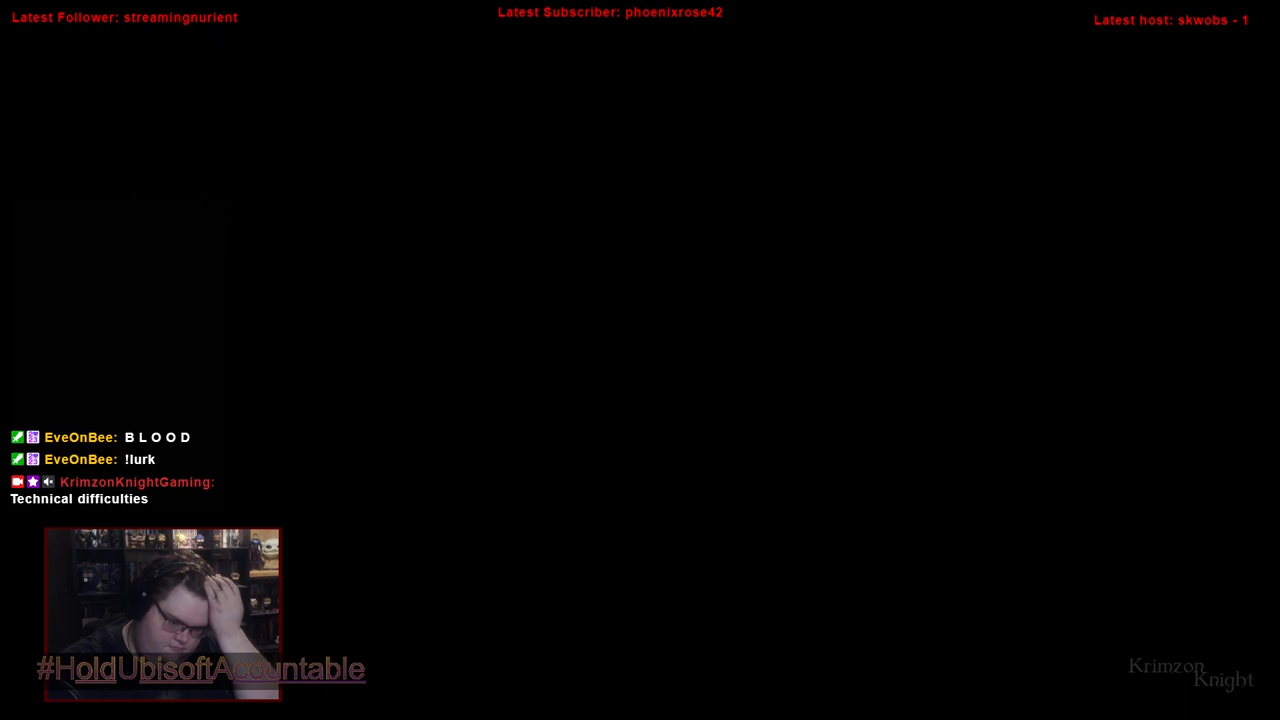 Latest Follower: streamingnurient
Latest Subscriber: phoenixrose42
Latest host: skwobs - 1
EveOnBee: B L O O D
EveOnBee: !lurk
KrimzonKnightGaming:
Technical difficulties
#HoldUbisoftAccountable
Krimzon
Knight